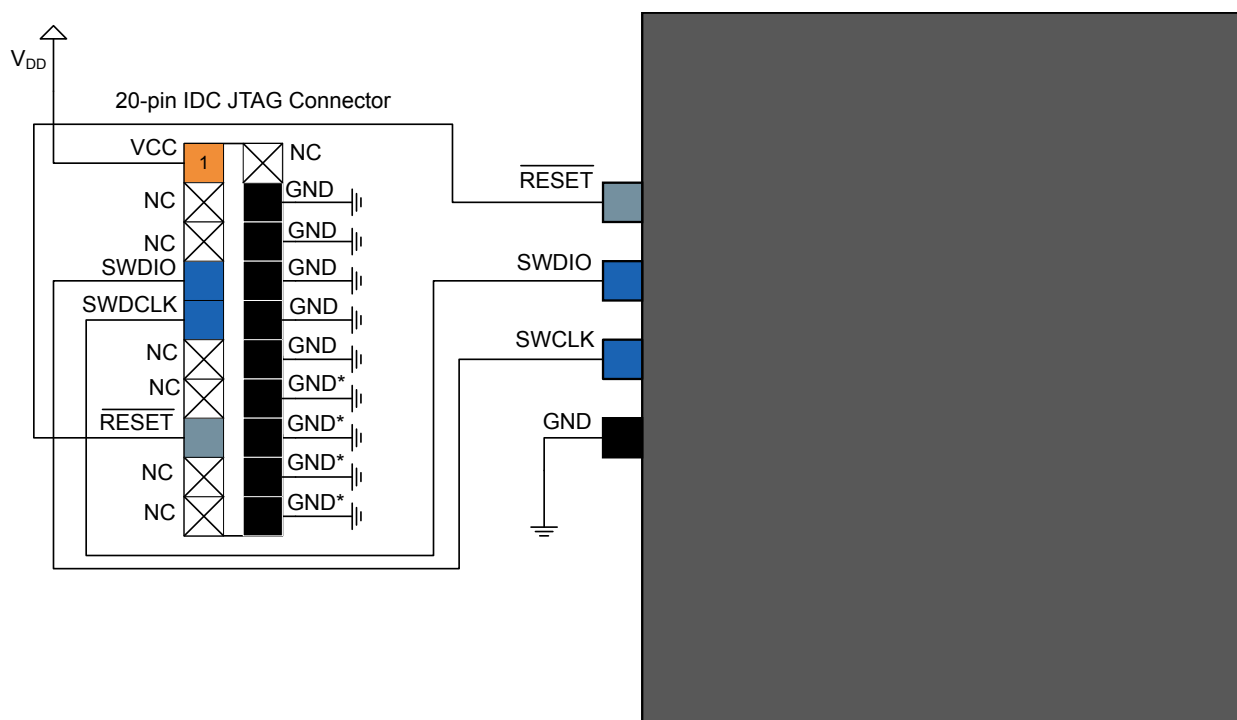 VDD
20-pin IDC JTAG Connector
VCC
1
NC
NC
GND
NC
GND
SWDIO
GND
SWDCLK
GND
NC
GND
NC
GND*
RESET
GND*
NC
GND*
NC
GND*
RESET
SWDIO
SWCLK
GND